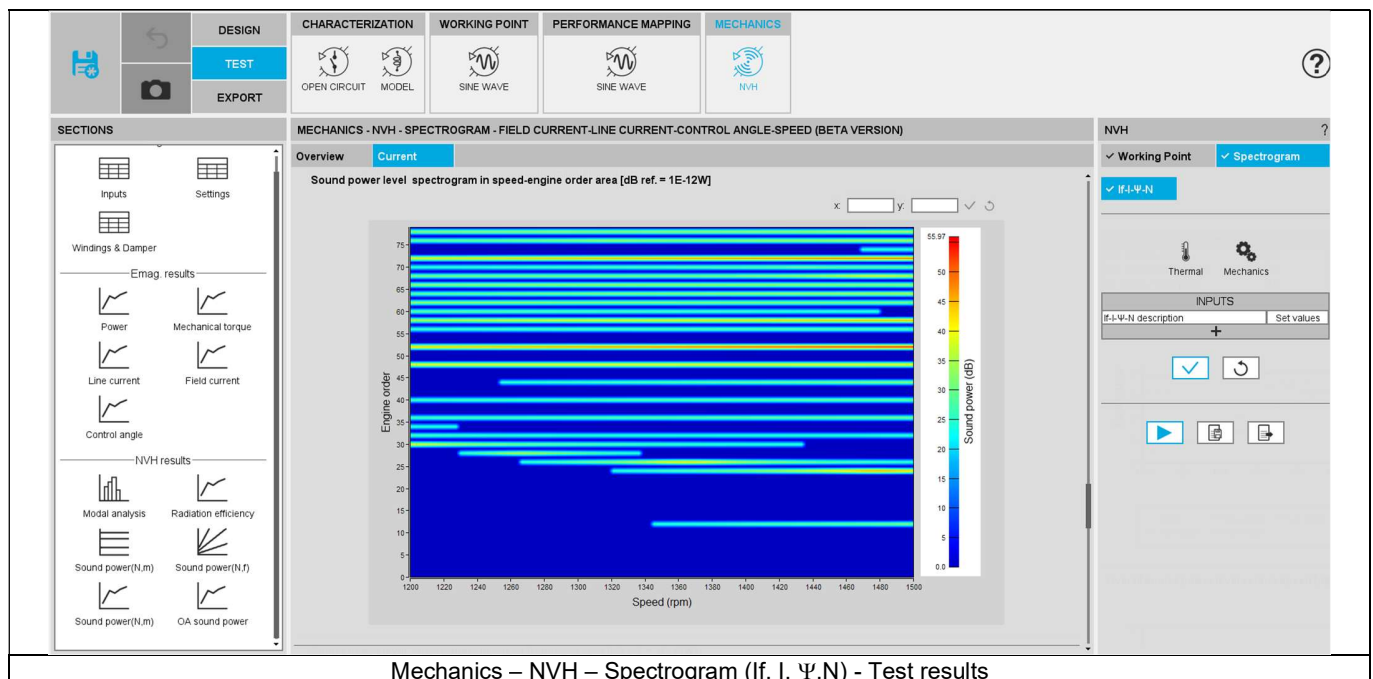 DESIGN
TEST
EXPORT
CHARACTERIZATION
OPEN CIRCUIT
MODEL
WORKING POINT
SINE WAVE
PERFORMANCE MAPPING
SINE WAVE
MECHANICS
NVH
?
SECTIONS
Inputs
Settings
Windings & Damper
Emag. results
Power
Mechanical torque
Line current
Field current
Control angle
NVH results
Modal analysis
Radiation efficiency
Sound power(N,m)
Sound power(N,f)
Sound power(N,m)
OA sound power
MECHANICS - NVH - SPECTROGRAM - FIELD CURRENT-LINE CURRENT-CONTROL ANGLE-SPEED (BETA VERSION)
Overview
Current
Sound power level spectrogram in speed-engine order area [dB ref. = 1E-12W]
x:
y:
75
70
65
60
55
50
45
40
35
30
25
20
15
10
5
0
Engine order
1200
1220
1240
1260
1280
1300
1320
1340
1360
1380
1400
1420
1440
1460
1480
1500
Speed (rpm)
55.97
50
45
40
35
30
25
20
15
10
5
0.0
Sound power (dB)
NVH
?
Working Point
Spectrogram
If-I-Ψ-N
Thermal
Mechanics
INPUTS
If-I-Ψ-N description
Set values
+
Mechanics – NVH – Spectrogram (If, I, Ψ,N) - Test results